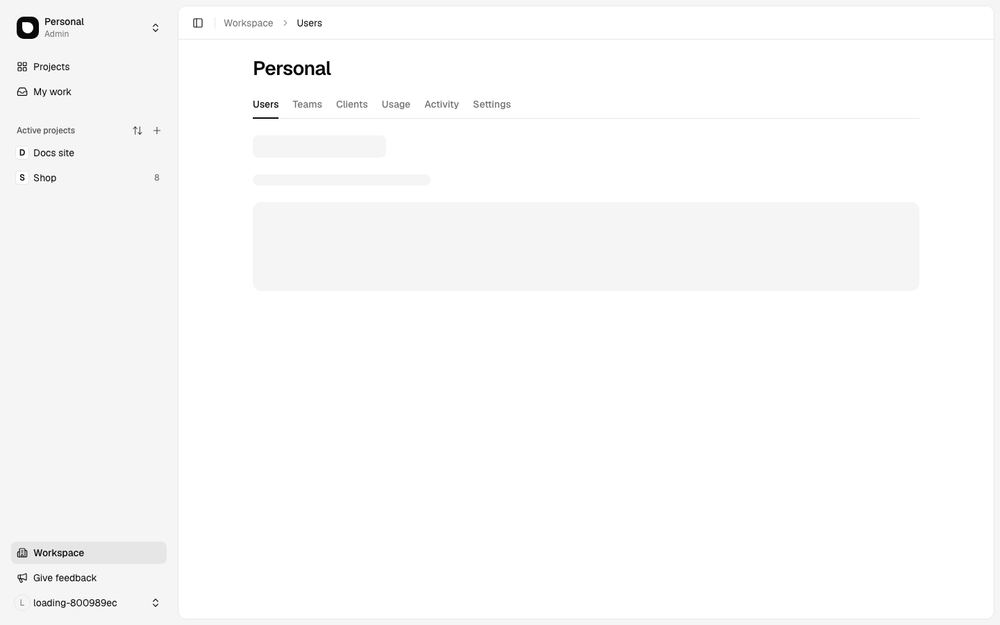 Personal
Admin
Projects
My work
Active projects
D Docs site
S Shop 8
Workspace
Give feedback
L loading-800989ec
Workspace > Users
Personal
Users Teams Clients Usage Activity Settings